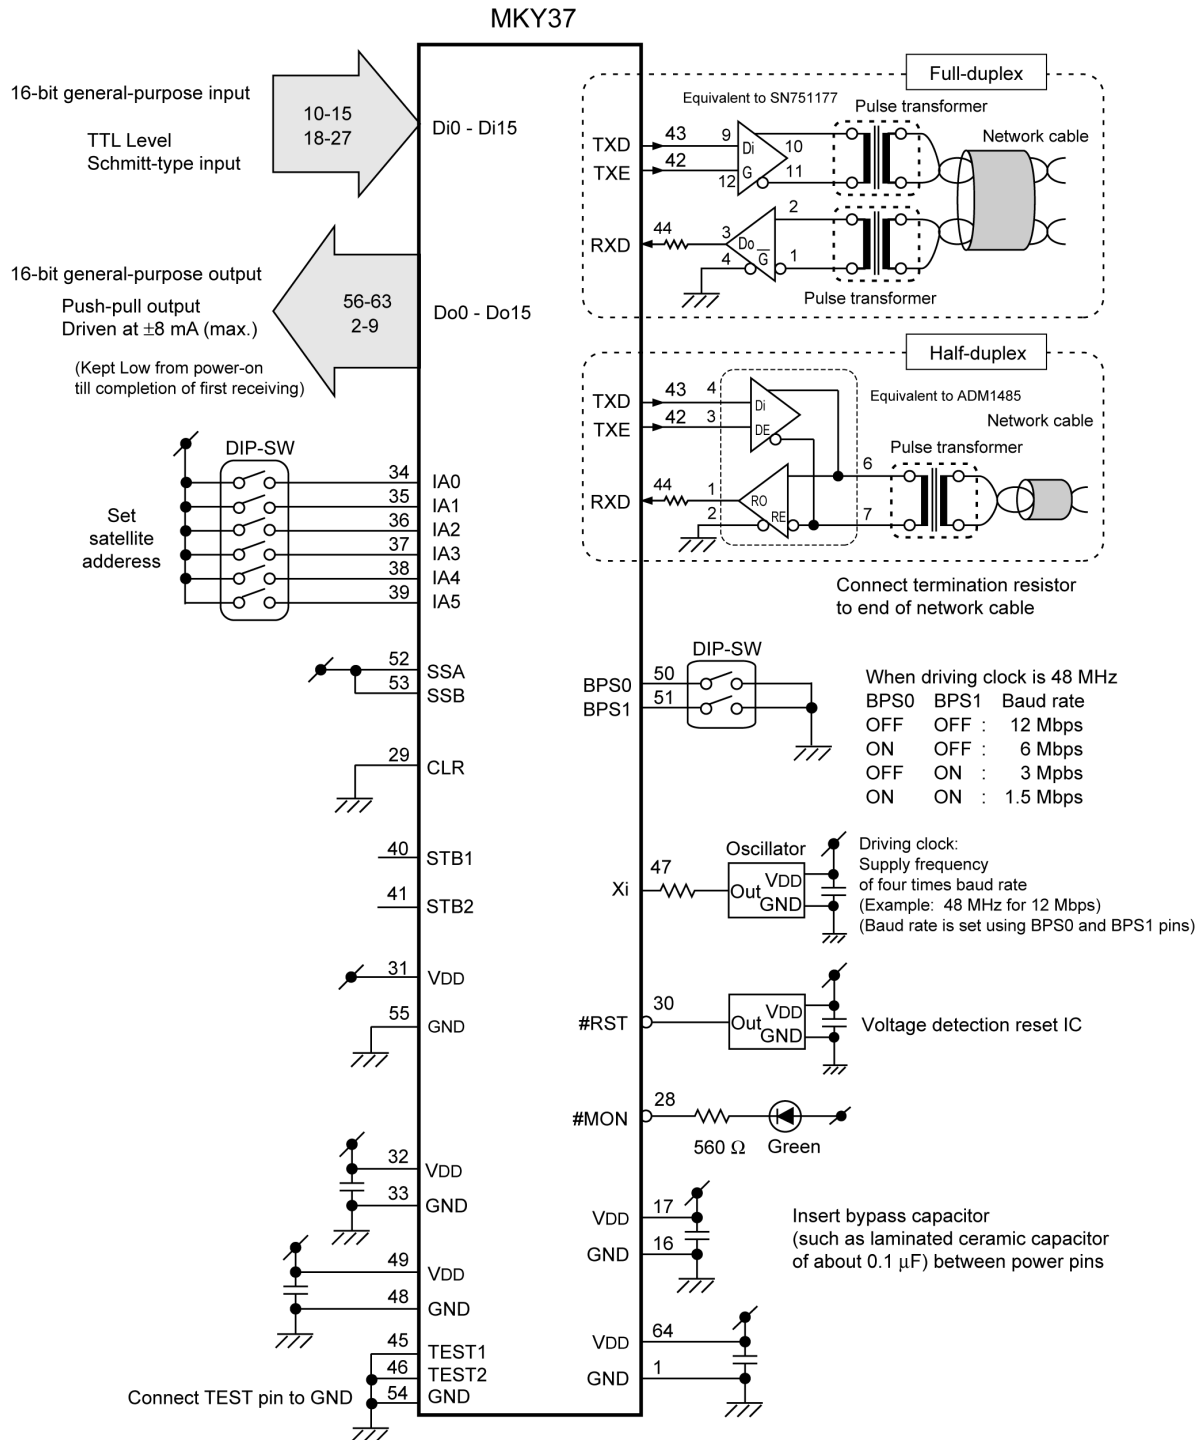 MKY37
16-bit general-purpose input
TTL Level
Schmitt-type input
10-15
18-27
Di0 - Di15
16-bit general-purpose output
Push-pull output
Driven at ±8 mA (max.)
(Kept Low from power-on
till completion of first receiving)
56-63
2-9
Do0 - Do15
DIP-SW
Set
satellite
adderess
34 IA0
35 IA1
36 IA2
37 IA3
38 IA4
39 IA5
52 SSA
53 SSB
29 CLR
40 STB1
41 STB2
31 VDD
55 GND
32 VDD
33 GND
49 VDD
48 GND
45 TEST1
46 TEST2
54 GND
Connect TEST pin to GND
Full-duplex
Equivalent to SN751177
Pulse transformer
Network cable
TXD 43 9 Di 10
TXE 42 12 G 11
RXD 44 3 Do 2
4 G 1
Pulse transformer
Half-duplex
Equivalent to ADM1485
Network cable
Pulse transformer
TXD 43 4 Di
TXE 42 3 DE
6
RXD 44 1 RO
2 RE 7
Connect termination resistor
to end of network cable
DIP-SW
BPS0 50
BPS1 51
When driving clock is 48 MHz
BPS0 BPS1 Baud rate
OFF OFF : 12 Mbps
ON OFF : 6 Mbps
OFF ON : 3 Mpbs
ON ON : 1.5 Mbps
Xi 47
Oscillator
Out VDD
GND
Driving clock:
Supply frequency
of four times baud rate
(Example: 48 MHz for 12 Mbps)
(Baud rate is set using BPS0 and BPS1 pins)
#RST 30
Out VDD
GND
Voltage detection reset IC
#MON 28
560 Ω Green
VDD 17
GND 16
Insert bypass capacitor
(such as laminated ceramic capacitor
of about 0.1 μF) between power pins
VDD 64
GND 1